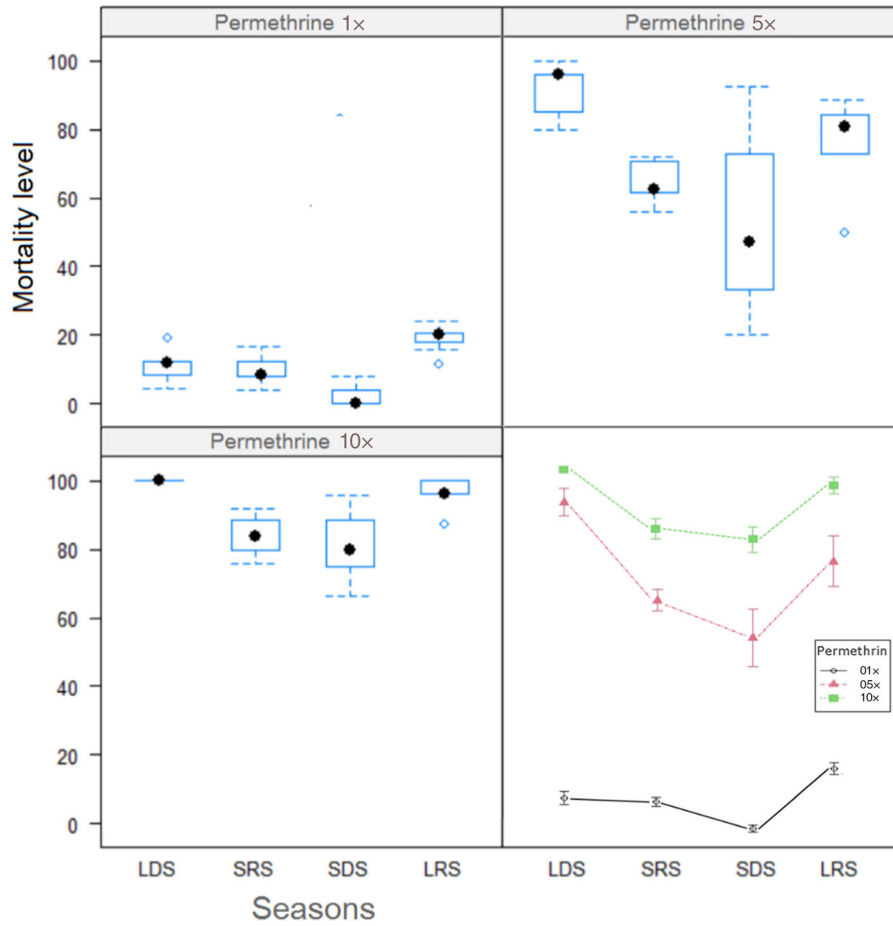 Permethrine 1×
Permethrine 5×
Mortality level
100
80
60
40
20
0
Permethrine 10×
100
80
60
40
20
0
Permethrin
01×
05×
10×
LDS SRS SDS LRS
LDS SRS SDS LRS
Seasons